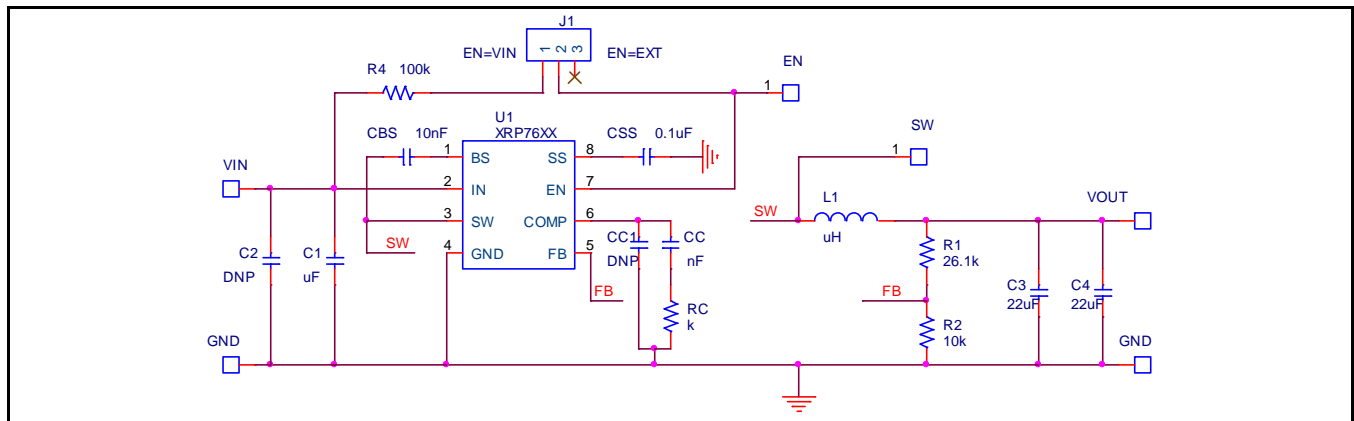 J1
EN=VIN
1 2 3
EN=EXT
R4 100k
EN
1
U1
XRP76XX
CBS 10nF
CSS 0.1uF
SW
1
1 BS
SS 8
VIN
2 IN
EN 7
3 SW
COMP 6
4 GND
FB 5
SW
SW
L1
uH
VOUT
CC1
DNP
CC
nF
C2
DNP
C1
uF
R1
26.1k
FB
FB
C3
22uF
C4
22uF
RC
k
R2
10k
GND
GND